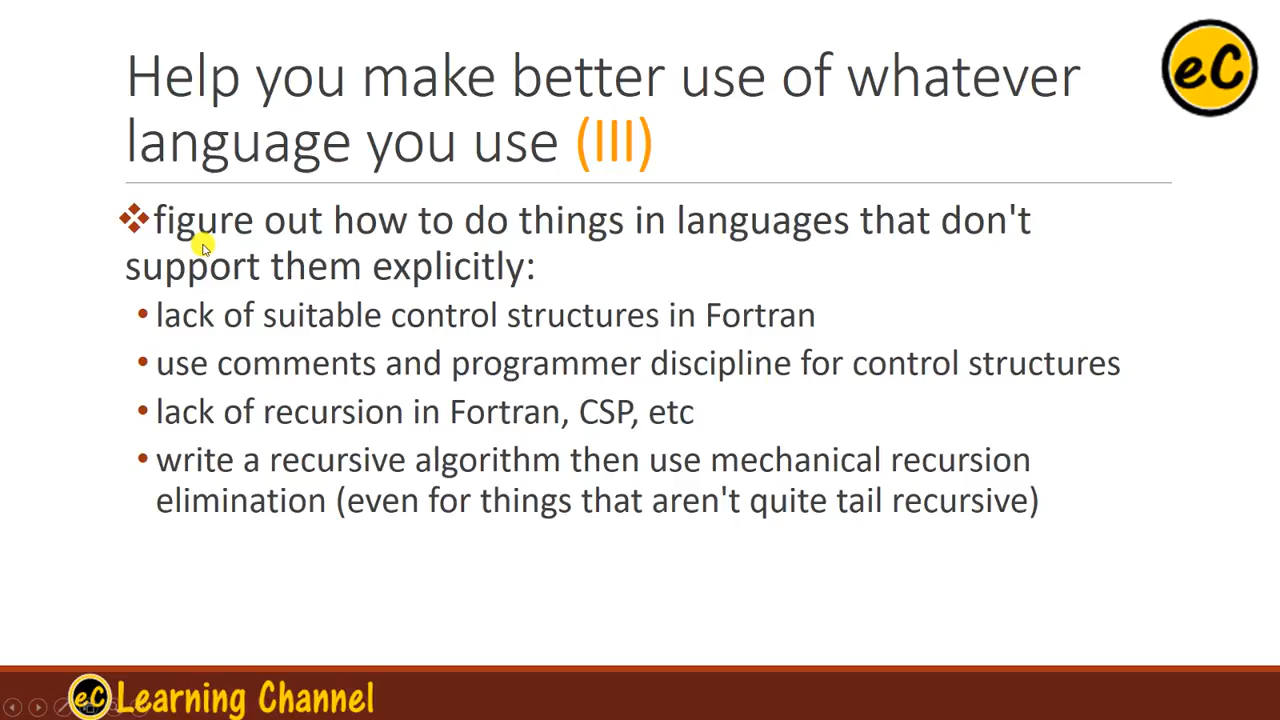 Help you make better use of whatever
language you use (III)
eC
figure out how to do things in languages that don't
support them explicitly:
• lack of suitable control structures in Fortran
• use comments and programmer discipline for control structures
• lack of recursion in Fortran, CSP, etc
• write a recursive algorithm then use mechanical recursion
elimination (even for things that aren't quite tail recursive)
eC Learning Channel